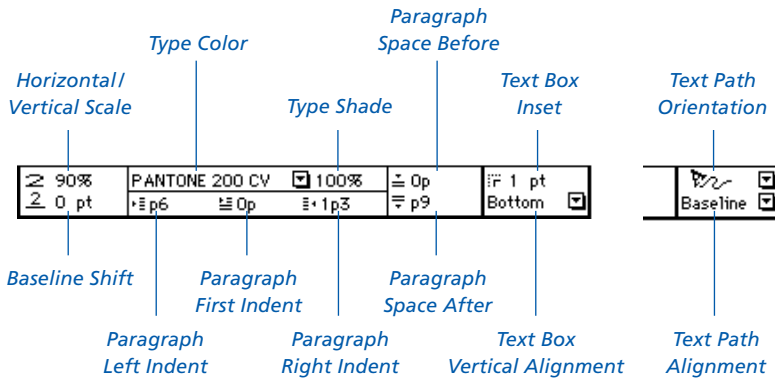 Paragraph
Space Before
Type Color
Horizontal/
Vertical Scale
Type Shade
Text Box
Inset
Text Path
Orientation
90% PANTONE 200 CV 100% 0p 1 pt
0 pt p6 0p 1p3 p9 Bottom Baseline
Baseline Shift
Paragraph
First Indent
Paragraph
Space After
Paragraph
Left Indent
Paragraph
Right Indent
Text Box
Vertical Alignment
Text Path
Alignment